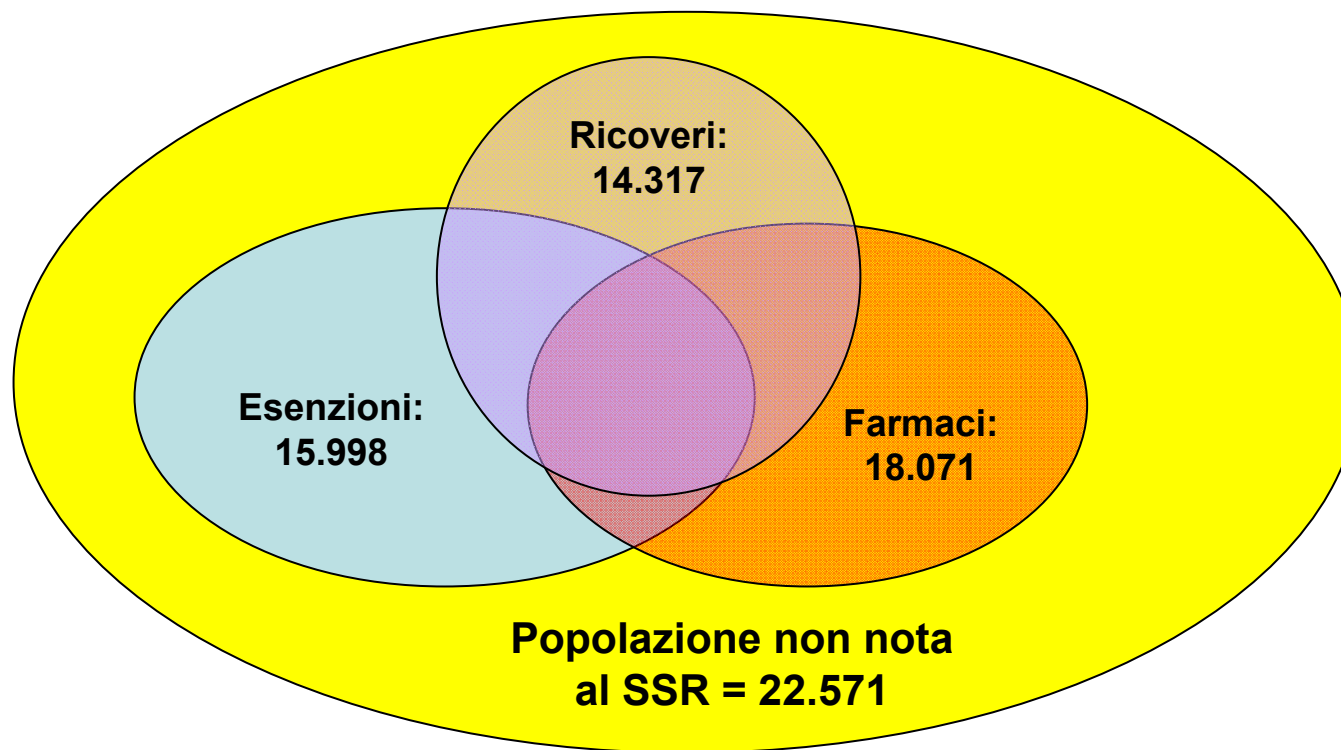 Ricoveri:
14.317
Esenzioni:
15.998
Farmaci:
18.071
Popolazione non nota
al SSR = 22.571